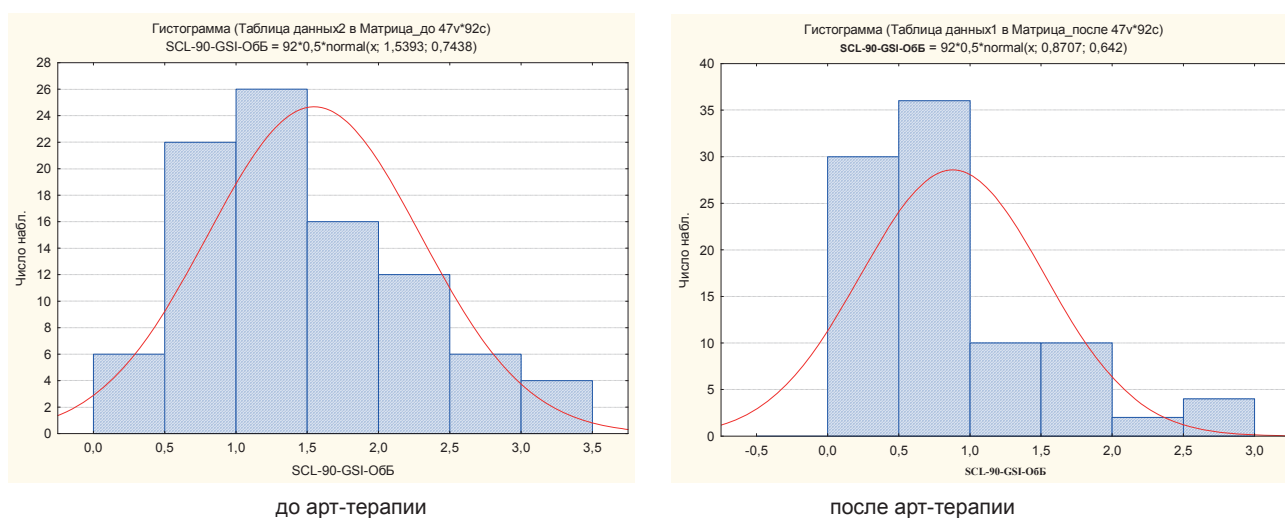 Гистограмма (Таблица данных2 в Матрица_до 47v*92c)
SCL-90-GSI-ОбБ = 92*0,5*normal(x; 1,5393; 0,7438)
28
26
24
22
20
18
16
14
12
10
8
6
4
2
0
Число набл.
0,0 0,5 1,0 1,5 2,0 2,5 3,0 3,5
SCL-90-GSI-ОбБ
до арт-терапии
Гистограмма (Таблица данных1 в Матрица_после 47v*92c)
SCL-90-GSI-ОбБ = 92*0,5*normal(x; 0,8707; 0,642)
40
35
30
25
20
15
10
5
0
Число набл.
-0,5 0,0 0,5 1,0 1,5 2,0 2,5 3,0
SCL-90-GSI-ОбБ
после арт-терапии